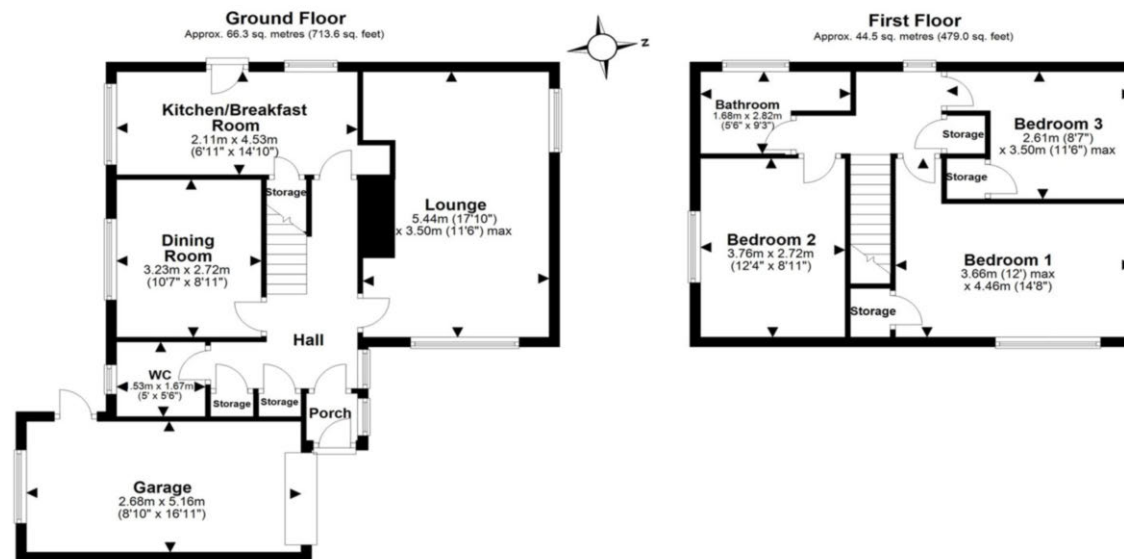 Ground Floor
Approx. 66.3 sq. metres (713.6 sq. feet)
Z
Kitchen/Breakfast
Room
2.11m x 4.53m
(6'11" x 14'10")
Storage
Lounge
5.44m (17'10")
x 3.50m (11'6") max
Dining
Room
3.23m x 2.72m
(10'7" x 8'11")
Hall
WC
.53m x 1.67m
(5' x 5'6")
Storage
Storage
Porch
Garage
2.68m x 5.16m
(8'10" x 16'11")
First Floor
Approx. 44.5 sq. metres (479.0 sq. feet)
Bathroom
1.68m x 2.82m
(5'6" x 9'3")
Storage
Bedroom 3
2.61m (8'7")
x 3.50m (11'6") max
Storage
Bedroom 2
3.76m x 2.72m
(12'4" x 8'11")
Bedroom 1
3.66m (12') max
x 4.46m (14'8")
Storage